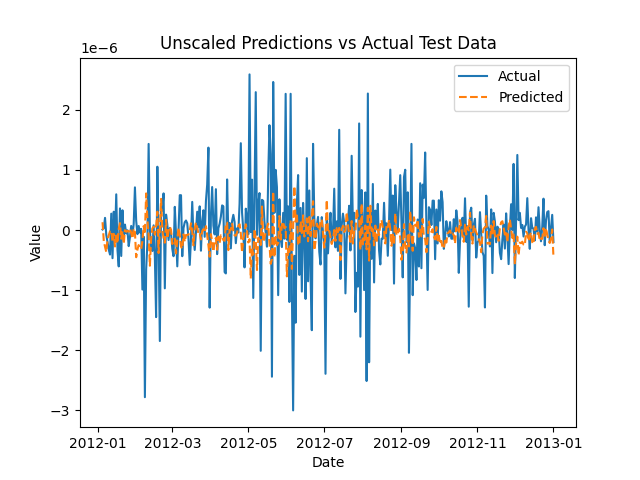 Unscaled Predictions vs Actual Test Data
1e−6
Actual
Predicted
2
1
0
−1
−2
−3
Value
2012-01 2012-03 2012-05 2012-07 2012-09 2012-11 2013-01
Date